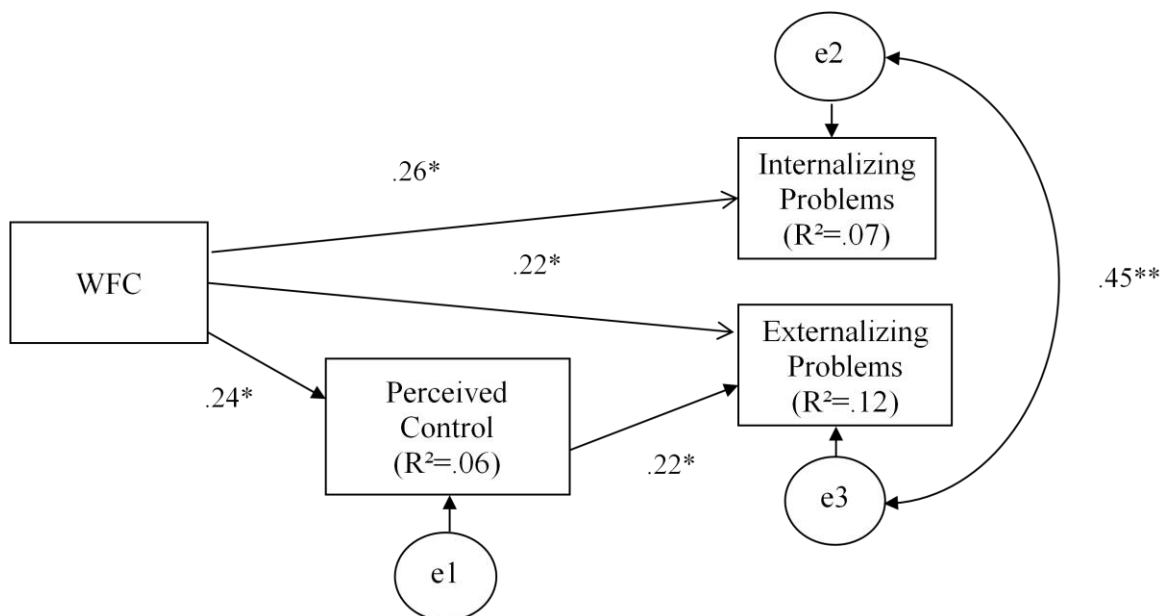 e2
Internalizing
Problems
(R²=.07)
.26*
WFC
.22*
.45**
Externalizing
Problems
(R²=.12)
.24*
Perceived
Control
(R²=.06)
.22*
e3
e1